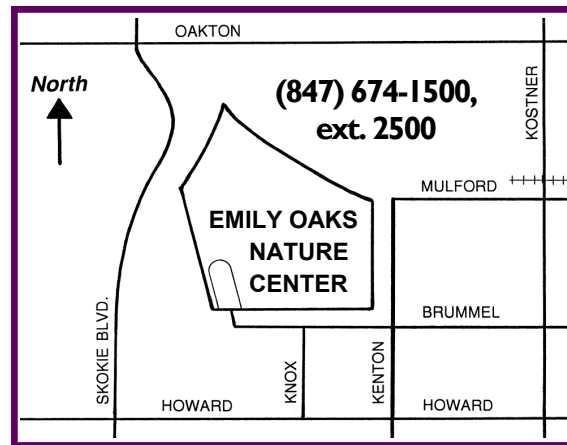 OAKTON
North
(847) 674-1500,
ext. 2500
KOSTNER
MULFORD
EMILY OAKS
NATURE
CENTER
SKOKIE BLVD.
BRUMMEL
KNOX
KENTON
HOWARD
HOWARD